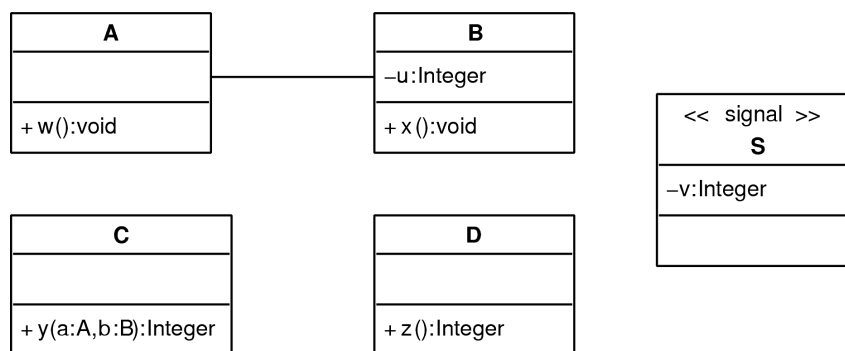 A
+ w():void
B
–u:Integer
+ x():void
<< signal >>
S
–v:Integer
C
+ y(a:A,b:B):Integer
D
+ z():Integer